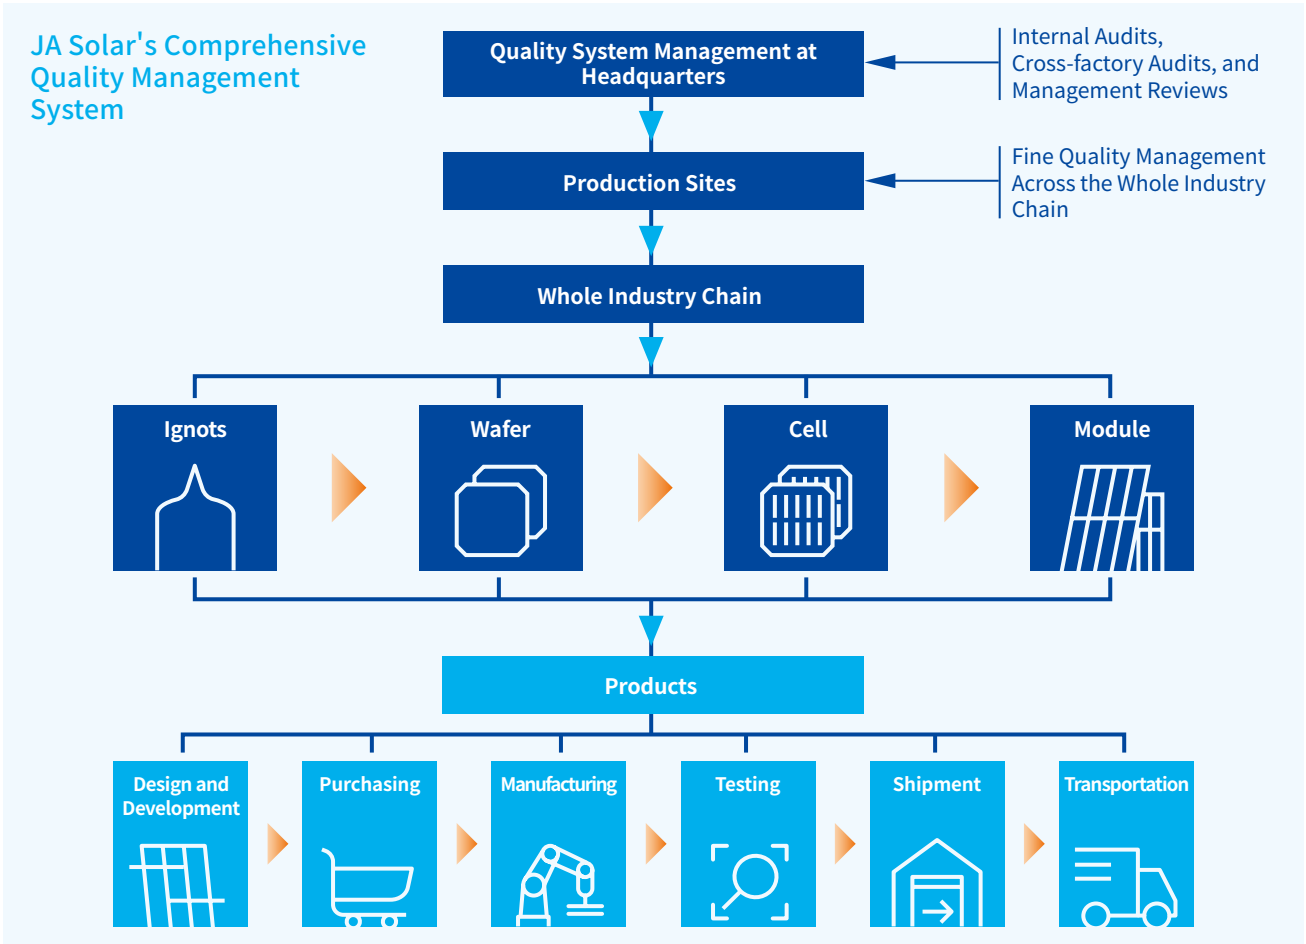 JA Solar's Comprehensive
Quality Management
System
Quality System Management at
Headquarters
Internal Audits,
Cross-factory Audits, and
Management Reviews
Production Sites
Fine Quality Management
Across the Whole Industry
Chain
Whole Industry Chain
Ignots
Wafer
Cell
Module
Products
Design and
Development
Purchasing
Manufacturing
Testing
Shipment
Transportation